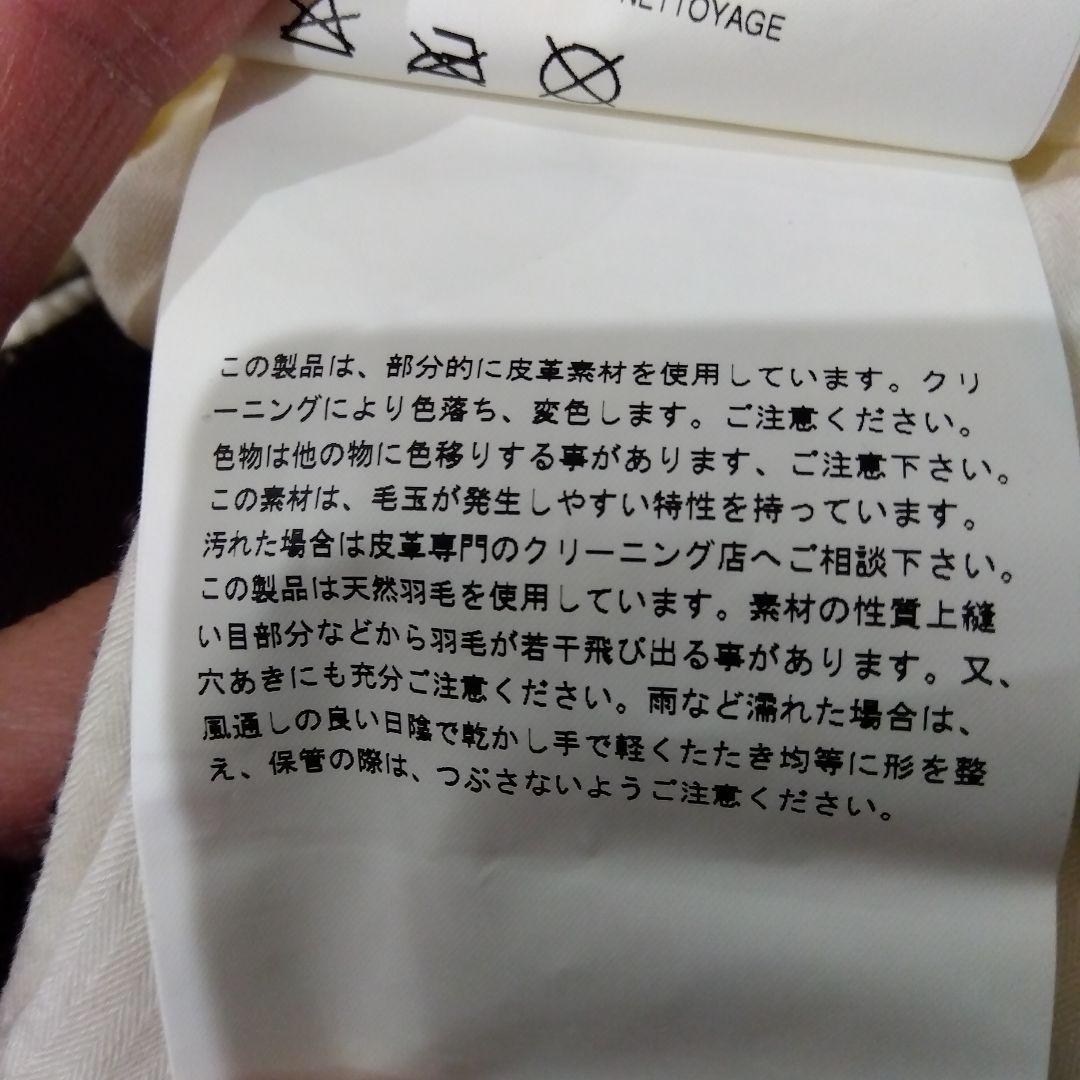 NETTOYAGE
この製品は、部分的に皮革素材を使用しています。クリ
ーニングにより色落ち、変色します。ご注意ください。
色物は他の物に色移りする事があります、ご注意下さい。
この素材は、毛玉が発生しやすい特性を持っています。
汚れた場合は皮革専門のクリーニング店へご相談下さい。
この製品は天然羽毛を使用しています。素材の性質上縫
い目部分などから羽毛が若干飛び出る事があります。又、
穴あきにも充分ご注意ください。雨など濡れた場合は、
風通しの良い日陰で乾かし手で軽くたたき均等に形を整
え、保管の際は、つぶさないようご注意ください。